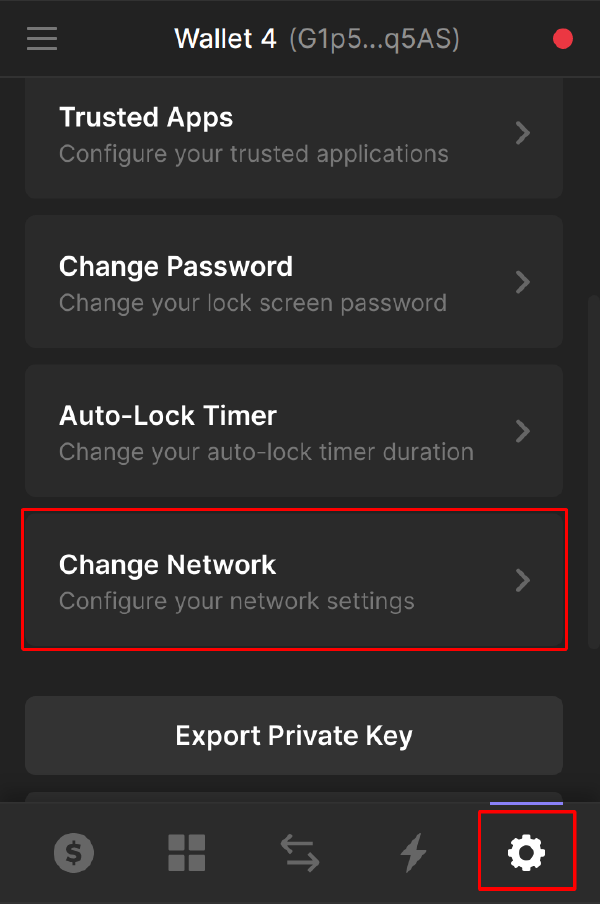 Wallet 4 (G1p5...q5AS)
Trusted Apps
Configure your trusted applications
Change Password
Change your lock screen password
Auto-Lock Timer
Change your auto-lock timer duration
Change Network
Configure your network settings
Export Private Key
$